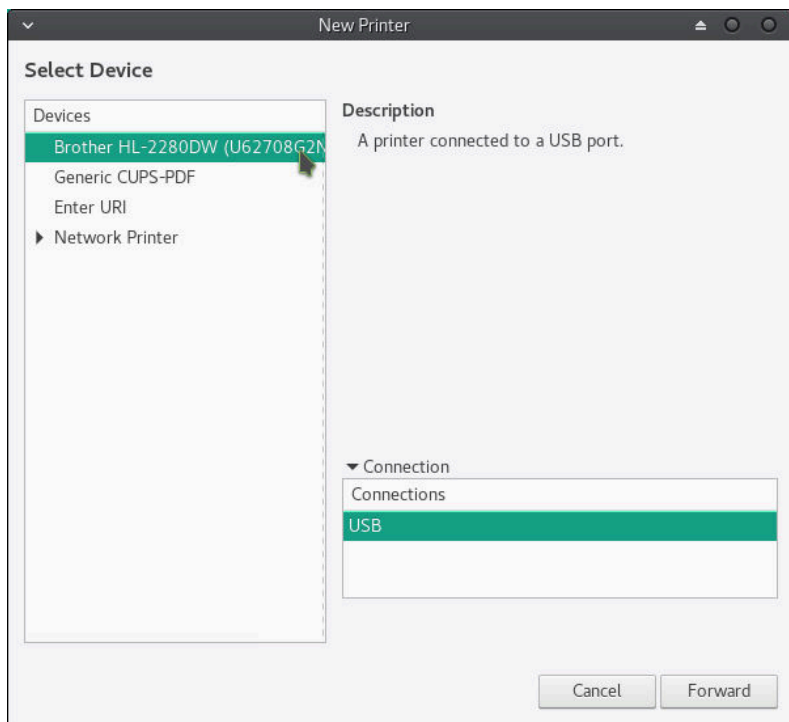 New Printer
Select Device
Devices
Brother HL-2280DW (U62708G2N
Generic CUPS-PDF
Enter URI
Network Printer
Description
A printer connected to a USB port.
Connection
Connections
USB
Cancel
Forward